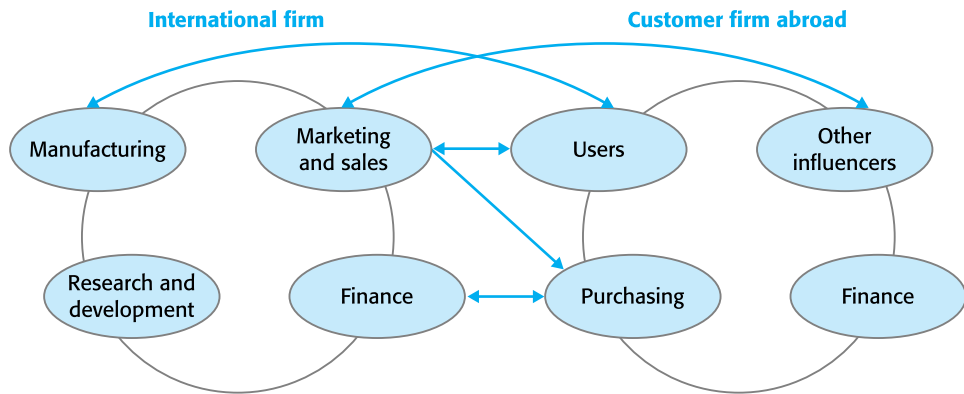 International firm
Customer firm abroad
Manufacturing
Marketing
and sales
Users
Other
influencers
Research and
development
Finance
Purchasing
Finance